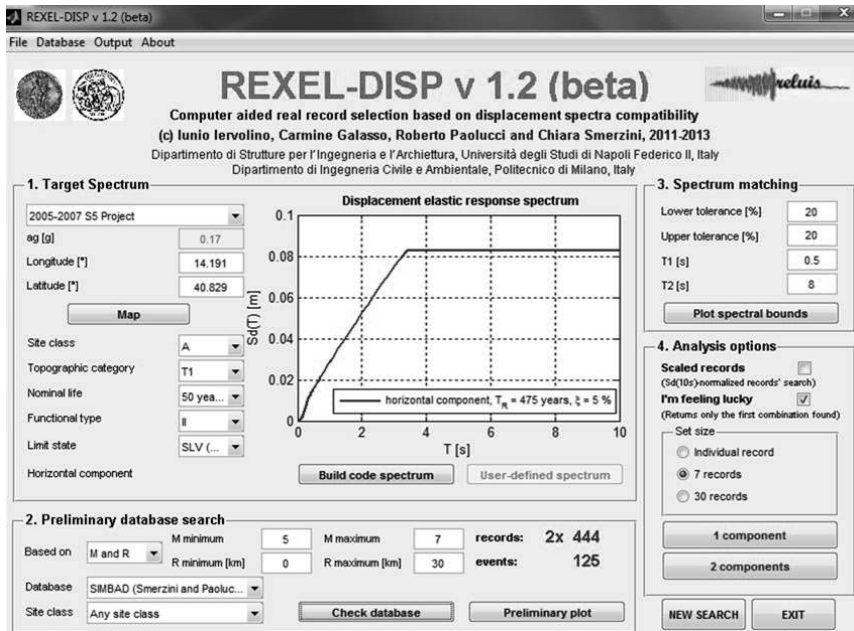 REXEL-DISP v 1.2 (beta)
File Database Output About
REXEL-DISP v 1.2 (beta)
reluis
Computer aided real record selection based on displacement spectra compatibility
(c) Iunio Iervolino, Carmine Galasso, Roberto Paolucci and Chiara Smerzini, 2011-2013
Dipartimento di Strutture per l'Ingegneria e l'Archiettura, Università degli Studi di Napoli Federico II, Italy
Dipartimento di Ingegneria Civile e Ambientale, Politecnico di Milano, Italy
1. Target Spectrum
2005-2007 S5 Project
ag [g] 0.17
Longitude [°] 14.191
Latitude [°] 40.829
Map
Site class A
Topographic category T1
Nominal life 50 yea...
Functional type II
Limit state SLV (...
Horizontal component
Displacement elastic response spectrum
Sd(T) [m]
0.1
0.08
0.06
0.04
0.02
0
0 2 4 6 8 10
T [s]
horizontal component, T_R = 475 years, ξ = 5 %
Build code spectrum
User-defined spectrum
2. Preliminary database search
Based on M and R
M minimum 5 M maximum 7 records: 2x 444
R minimum [km] 0 R maximum [km] 30 events: 125
Database SIMBAD (Smerzini and Paoluc...
Site class Any site class
Check database
Preliminary plot
3. Spectrum matching
Lower tolerance [%] 20
Upper tolerance [%] 20
T1 [s] 0.5
T2 [s] 8
Plot spectral bounds
4. Analysis options
Scaled records
(Sd(10s)-normalized records' search)
I'm feeling lucky
(Returns only the first combination found)
Set size
Individual record
7 records
30 records
1 component
2 components
NEW SEARCH
EXIT